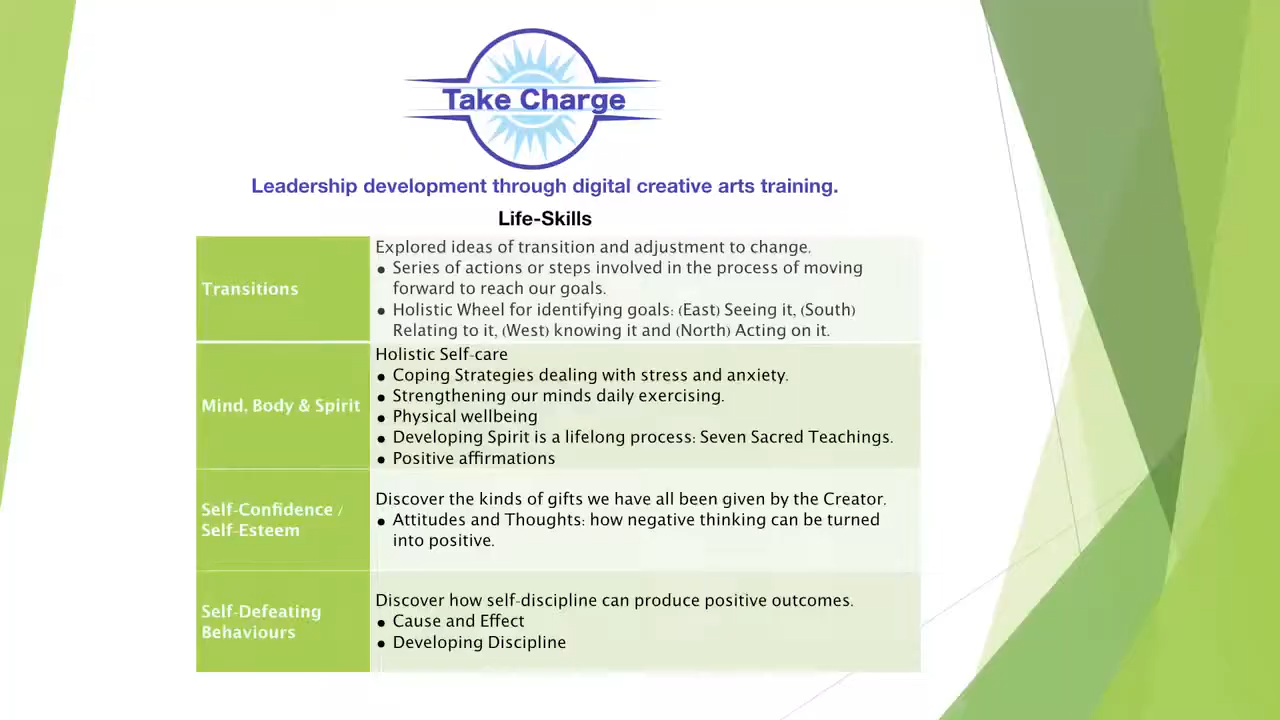 Take Charge
Leadership development through digital creative arts training.
Life-Skills
Transitions
Explored ideas of transition and adjustment to change.
• Series of actions or steps involved in the process of moving
forward to reach our goals.
• Holistic Wheel for identifying goals: (East) Seeing it, (South)
Relating to it, (West) knowing it and (North) Acting on it.
Mind, Body & Spirit
Holistic Self-care
• Coping Strategies dealing with stress and anxiety.
• Strengthening our minds daily exercising.
• Physical wellbeing
• Developing Spirit is a lifelong process: Seven Sacred Teachings.
• Positive affirmations
Self-Confidence /
Self-Esteem
Discover the kinds of gifts we have all been given by the Creator.
• Attitudes and Thoughts: how negative thinking can be turned
into positive.
Self-Defeating
Behaviours
Discover how self-discipline can produce positive outcomes.
• Cause and Effect
• Developing Discipline